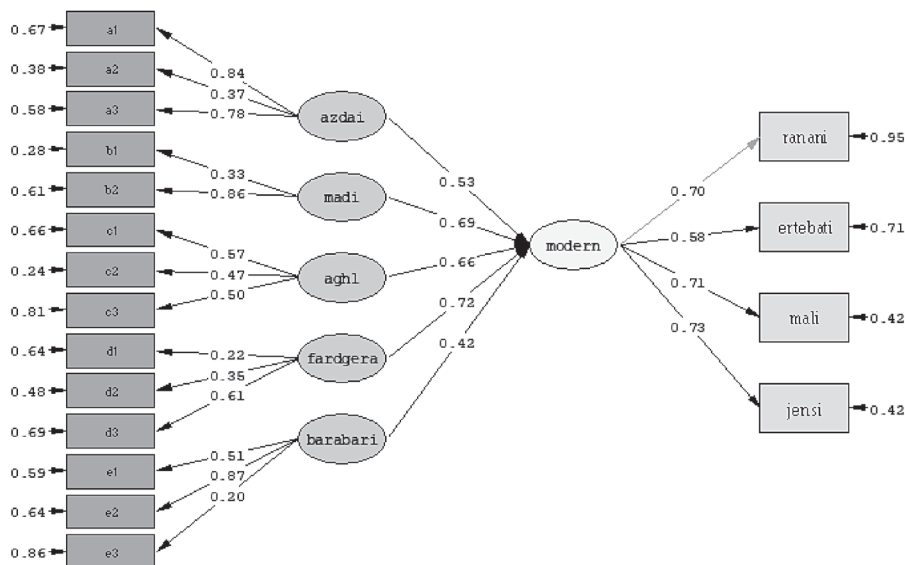 0.67 a1
0.38 a2
0.58 a3
0.28 b1
0.61 b2
0.66 c1
0.24 c2
0.81 c3
0.64 d1
0.48 d2
0.69 d3
0.59 e1
0.64 e2
0.86 e3
0.84
0.37
0.78
0.33
0.86
0.57
0.47
0.50
0.22
0.35
0.61
0.51
0.87
0.20
azdai
madi
aghl
fardgera
barabari
0.53
0.69
0.66
0.72
0.42
modern
0.70
0.58
0.71
0.73
ranani 0.95
ertebati 0.71
mali 0.42
jensi 0.42